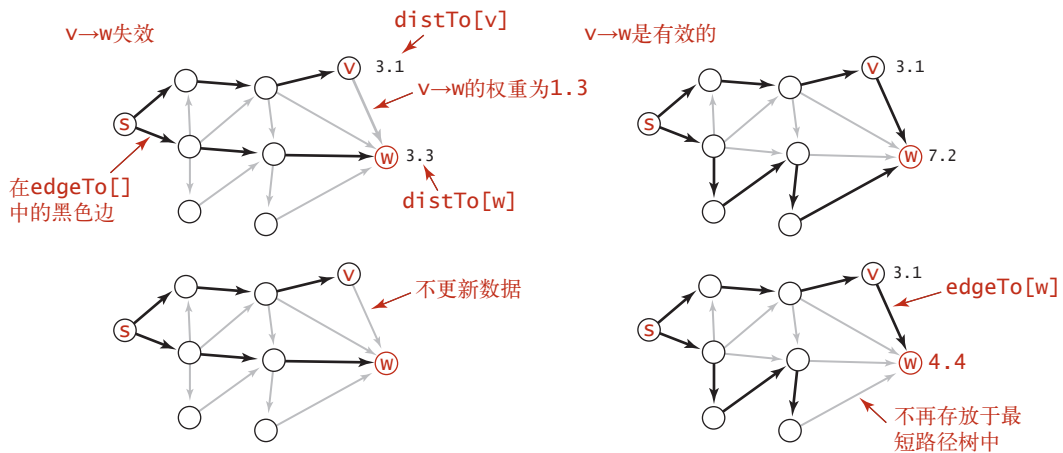 v→w失效
distTo[v]
v
3.1
v→w的权重为1.3
s
w
3.3
在edgeTo[]
中的黑色边
distTo[w]
v→w是有效的
v
3.1
s
w
7.2
v
不更新数据
s
w
v
3.1
edgeTo[w]
s
w
4.4
不再存放于最
短路径树中